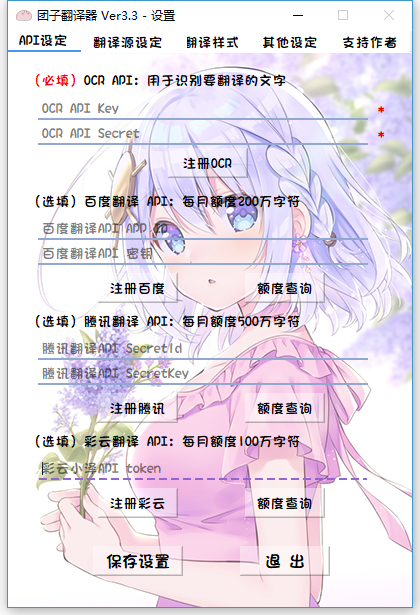 团子翻译器 Ver3.3 - 设置
API设定 翻译源设定 翻译样式 其他设定 支持作者
(必填) OCR API: 用于识别要翻译的文字
OCR API Key *
OCR API Secret *
注册OCR
(选填) 百度翻译 API: 每月额度200万字符
百度翻译API APP ID
百度翻译API 密钥
注册百度 额度查询
(选填) 腾讯翻译 API: 每月额度500万字符
腾讯翻译API SecretId
腾讯翻译API SecretKey
注册腾讯 额度查询
(选填) 彩云翻译 API: 每月额度100万字符
彩云小译API token
注册彩云 额度查询
保存设置 退 出